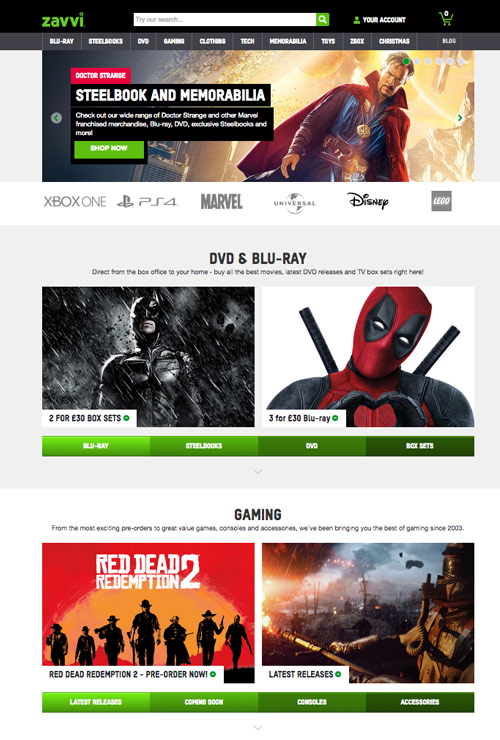 zavvi.
Try our search...
YOUR ACCOUNT
0
BLU-RAY STEELBOOKS DVD GAMING CLOTHING TECH MEMORABILIA TOYS ZBOX CHRISTMAS BLOG
DOCTOR STRANGE
STEELBOOK AND MEMORABILIA
Check out our wide range of Doctor Strange and other Marvel
franchised merchandise, Blu-ray, DVD, exclusive Steelbooks and
more!
SHOP NOW
XBOX ONE PS4 MARVEL UNIVERSAL Disney LEGO
DVD & BLU-RAY
Direct from the box office to your home - buy all the best movies, latest DVD releases and TV box sets right here!
2 FOR £30 BOX SETS
3 for £30 Blu-ray
BLU-RAY STEELBOOKS DVD BOX SETS
GAMING
From the most exciting pre-orders to great value games, consoles and accessories, we've been bringing you the best of gaming since 2003.
RED DEAD
REDEMPTION 2
RED DEAD REDEMPTION 2 - PRE-ORDER NOW!
LATEST RELEASES
LATEST RELEASES COMING SOON CONSOLES ACCESSORIES